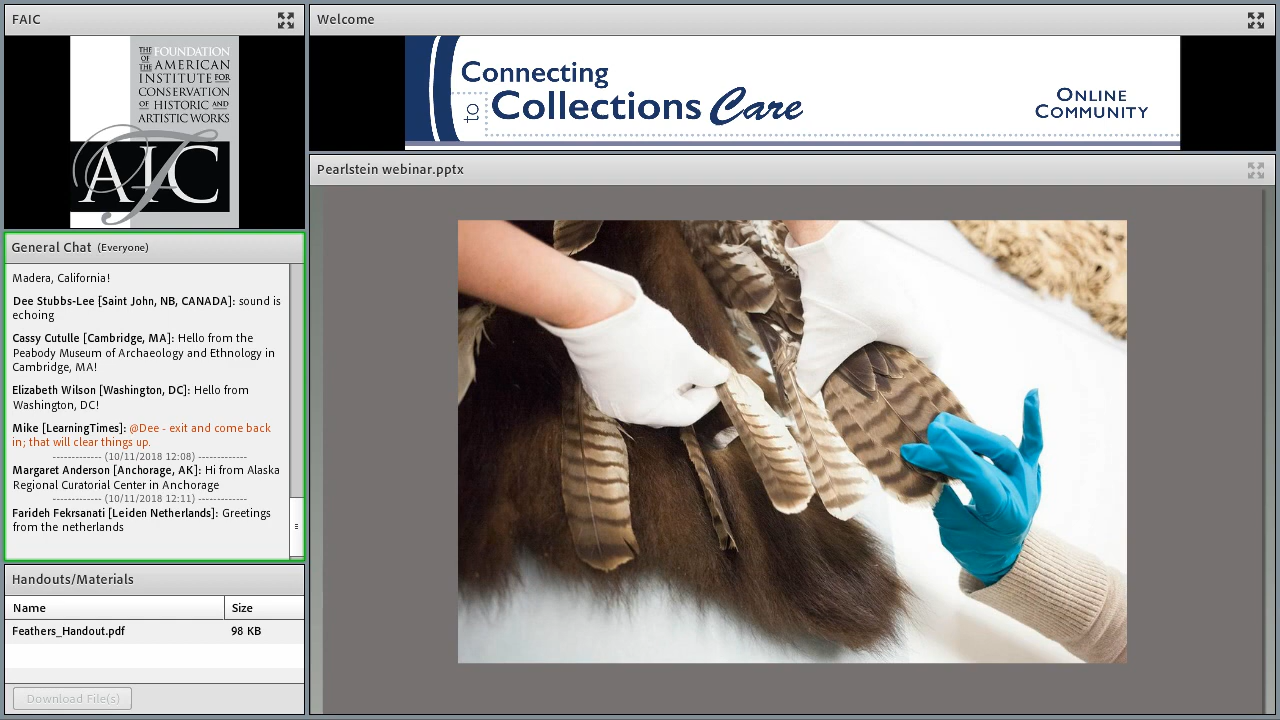 FAIC
THE FOUNDATION
OF THE AMERICAN
INSTITUTE FOR
CONSERVATION
OF HISTORIC AND
ARTISTIC WORKS
AIC
Welcome
Connecting
to Collections Care
ONLINE
COMMUNITY
General Chat (Everyone)
Madera, California!
Dee Stubbs-Lee [Saint John, NB, CANADA]: sound is
echoing
Cassy Cutulle [Cambridge, MA]: Hello from the
Peabody Museum of Archaeology and Ethnology in
Cambridge, MA!
Elizabeth Wilson [Washington, DC]: Hello from
Washington, DC!
Mike [LearningTimes]: @Dee - exit and come back
in; that will clear things up.
------------- (10/11/2018 12:08) -------------
Margaret Anderson [Anchorage, AK]: Hi from Alaska
Regional Curatorial Center in Anchorage
------------- (10/11/2018 12:11) -------------
Farideh Fekrsanati [Leiden Netherlands]: Greetings
from the netherlands
Handouts/Materials
Name Size
Feathers_Handout.pdf 98 KB
Download File(s)
Pearlstein webinar.pptx